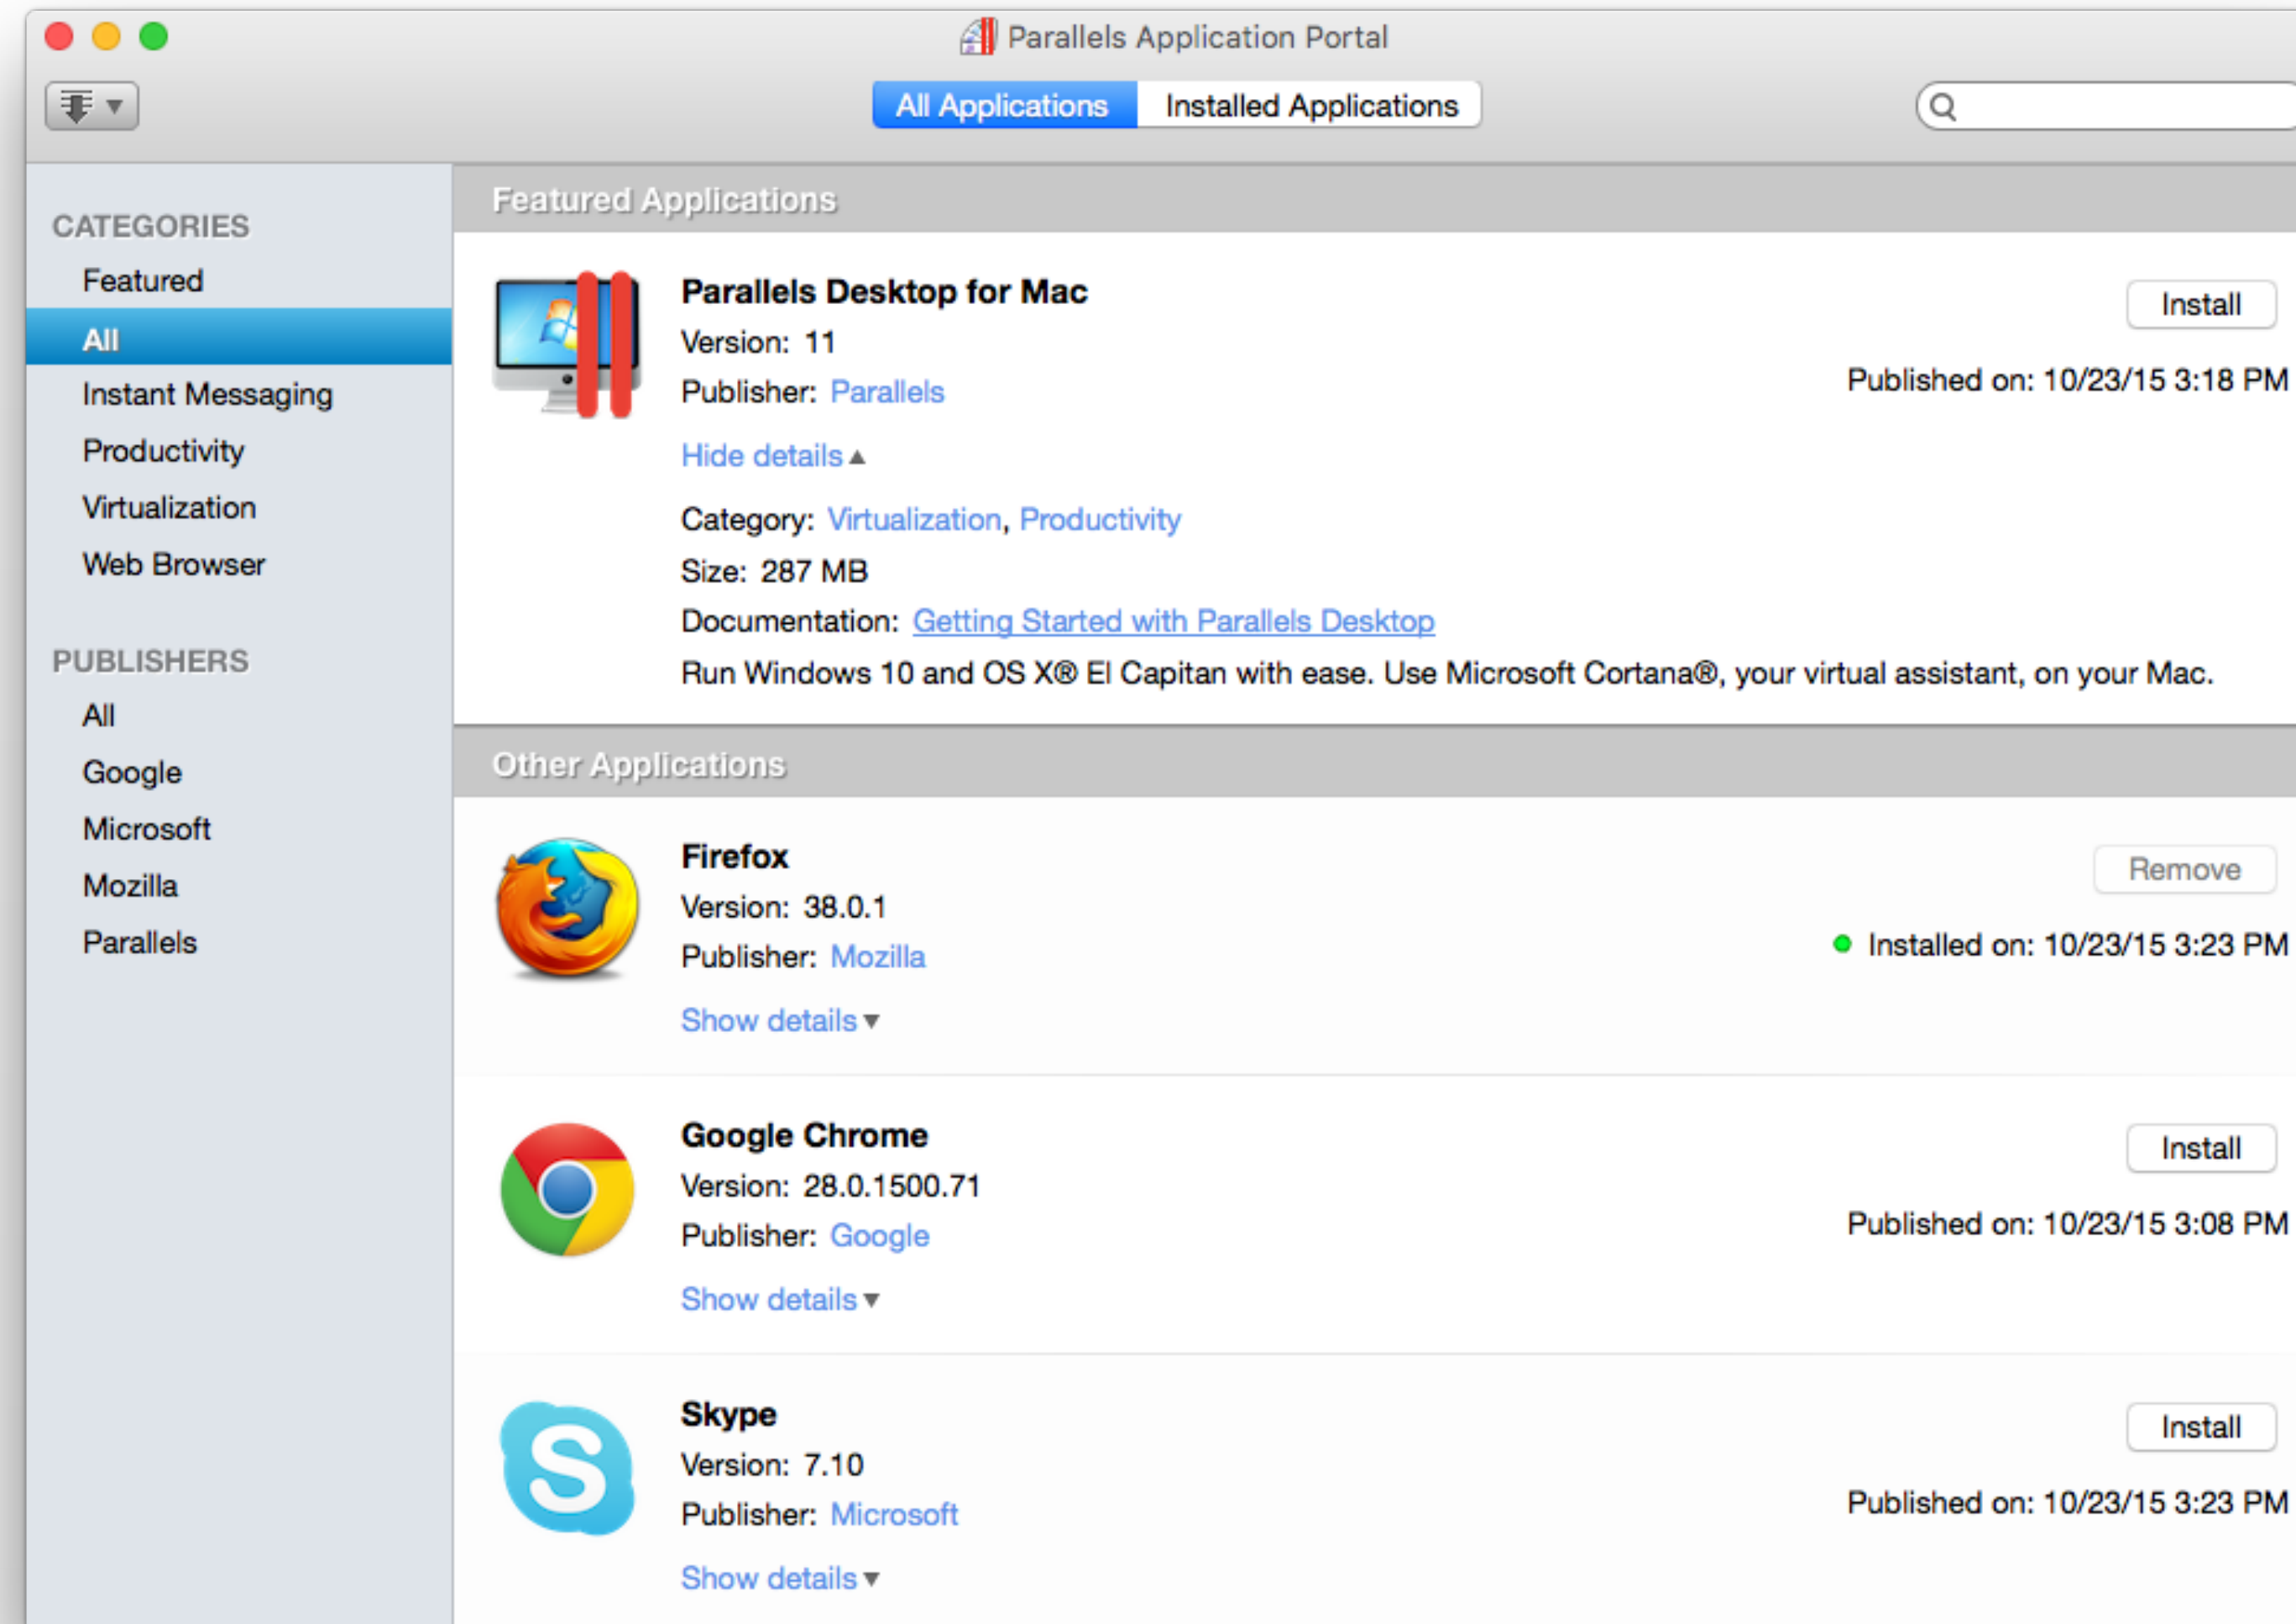 Parallels Application Portal
All Applications
Installed Applications
CATEGORIES
Featured
All
Instant Messaging
Productivity
Virtualization
Web Browser
PUBLISHERS
All
Google
Microsoft
Mozilla
Parallels
Featured Applications
Parallels Desktop for Mac
Install
Version: 11
Publisher: Parallels
Published on: 10/23/15 3:18 PM
Hide details ▲
Category: Virtualization, Productivity
Size: 287 MB
Documentation: Getting Started with Parallels Desktop
Run Windows 10 and OS X® El Capitan with ease. Use Microsoft Cortana®, your virtual assistant, on your Mac.
Other Applications
Firefox
Remove
Version: 38.0.1
Publisher: Mozilla
Installed on: 10/23/15 3:23 PM
Show details ▼
Google Chrome
Install
Version: 28.0.1500.71
Publisher: Google
Published on: 10/23/15 3:08 PM
Show details ▼
Skype
Install
Version: 7.10
Publisher: Microsoft
Published on: 10/23/15 3:23 PM
Show details ▼